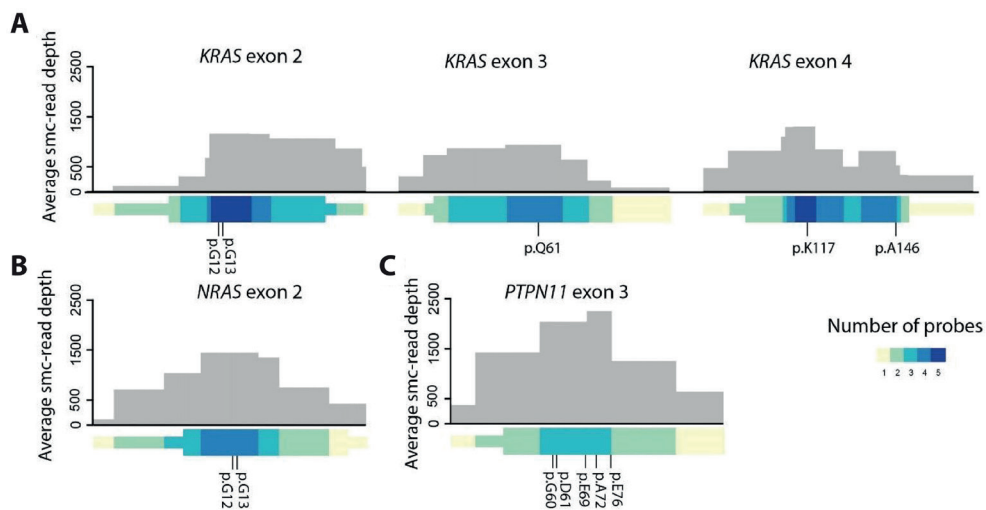 A
KRAS exon 2
KRAS exon 3
KRAS exon 4
Average smc-read depth
2500
1500
500
0
p.G12
p.G13
p.Q61
p.K117
p.A146
B
NRAS exon 2
Average smc-read depth
2500
1500
500
0
p.G12
p.G13
C
PTPN11 exon 3
Average smc-read depth
2500
1500
500
0
p.G60
p.D61
p.E69
p.A72
p.E76
Number of probes
1 2 3 4 5